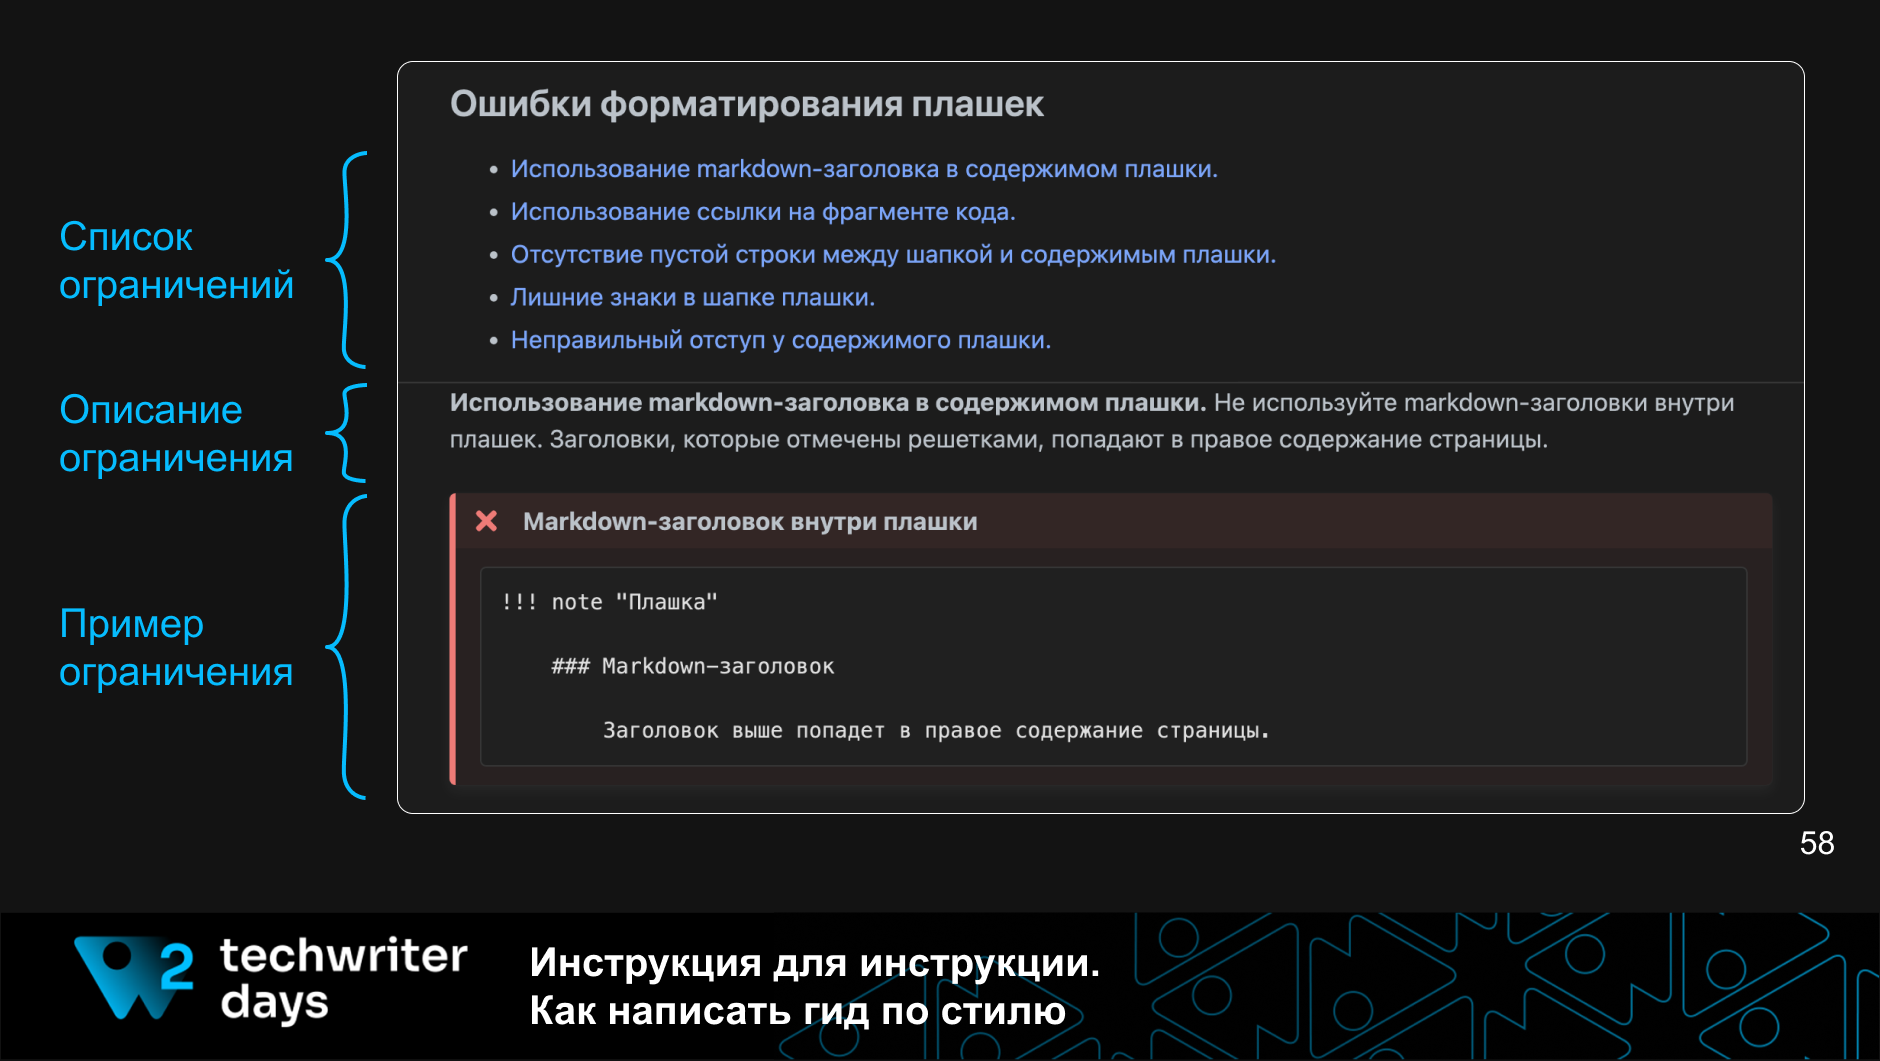 Ошибки форматирования плашек
Список
ограничений
• Использование markdown-заголовка в содержимом плашки.
• Использование ссылки на фрагменте кода.
• Отсутствие пустой строки между шапкой и содержимым плашки.
• Лишние знаки в шапке плашки.
• Неправильный отступ у содержимого плашки.
Описание
ограничения
Использование markdown-заголовка в содержимом плашки. Не используйте markdown-заголовки внутри
плашек. Заголовки, которые отмечены решетками, попадают в правое содержание страницы.
Пример
ограничения
Markdown-заголовок внутри плашки
!!! note "Плашка"
### Markdown-заголовок
Заголовок выше попадет в правое содержание страницы.
58
2
techwriter
days
Инструкция для инструкции.
Как написать гид по стилю